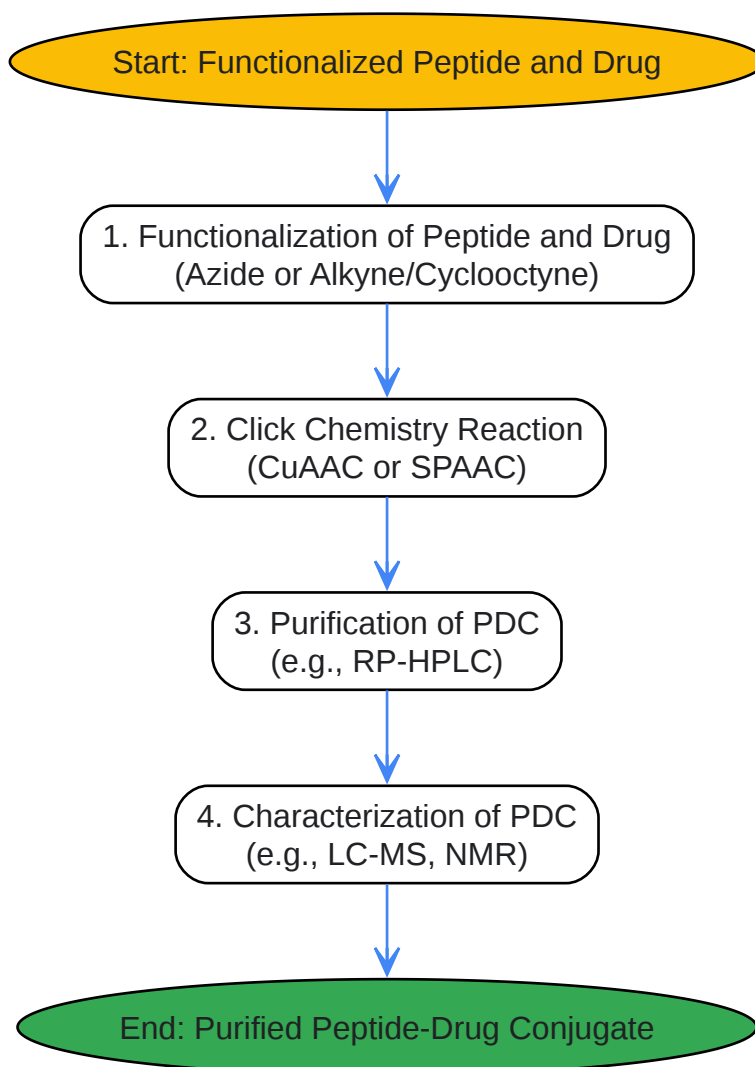 Start: Functionalized Peptide and Drug
1. Functionalization of Peptide and Drug
(Azide or Alkyne/Cyclooctyne)
2. Click Chemistry Reaction
(CuAAC or SPAAC)
3. Purification of PDC
(e.g., RP-HPLC)
4. Characterization of PDC
(e.g., LC-MS, NMR)
End: Purified Peptide-Drug Conjugate